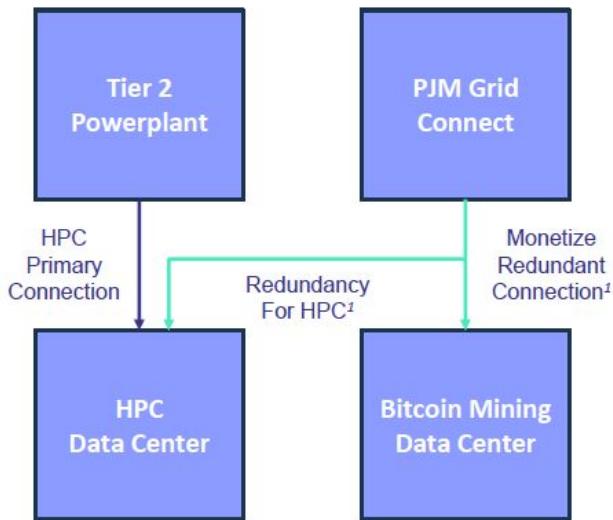 Tier 2
Powerplant
PJM Grid
Connect
HPC
Primary
Connection
Redundancy
For HPC¹
Monetize
Redundant
Connection¹
HPC
Data Center
Bitcoin Mining
Data Center